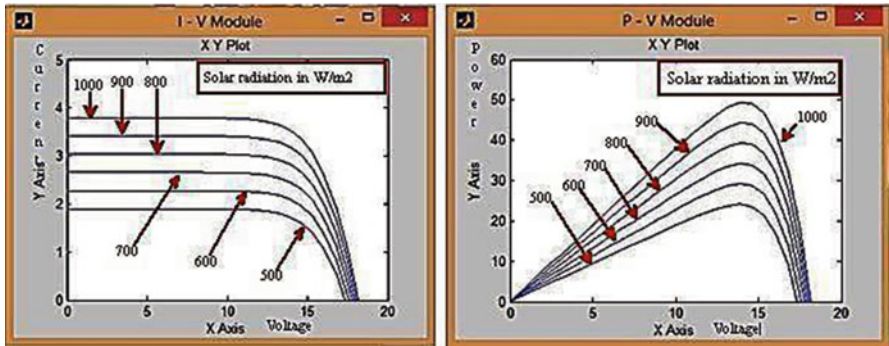 I - V Module
X Y Plot
Current
Y Axis
5
4
3
2
1
0
Solar radiation in W/m2
1000
900
800
700
600
500
0
5
10
15
20
X Axis
Voltage
P - V Module
X Y Plot
Power
Y Axis
60
50
40
30
20
10
0
Solar radiation in W/m2
1000
900
800
700
600
500
0
5
10
15
20
X Axis
Voltagel